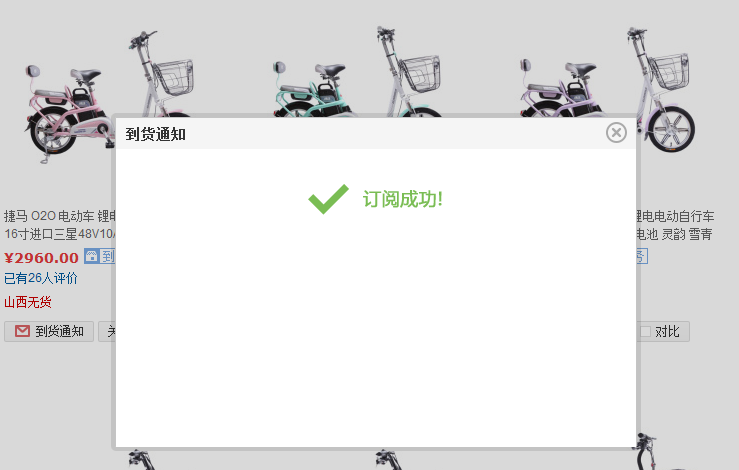 到货通知
订阅成功!
捷马 O2O 电动车 锂电
16寸进口三星48V10A
¥2960.00
到
已有26人评价
山西无货
到货通知
关
锂电电动自行车
电池 灵韵 雪青
对比